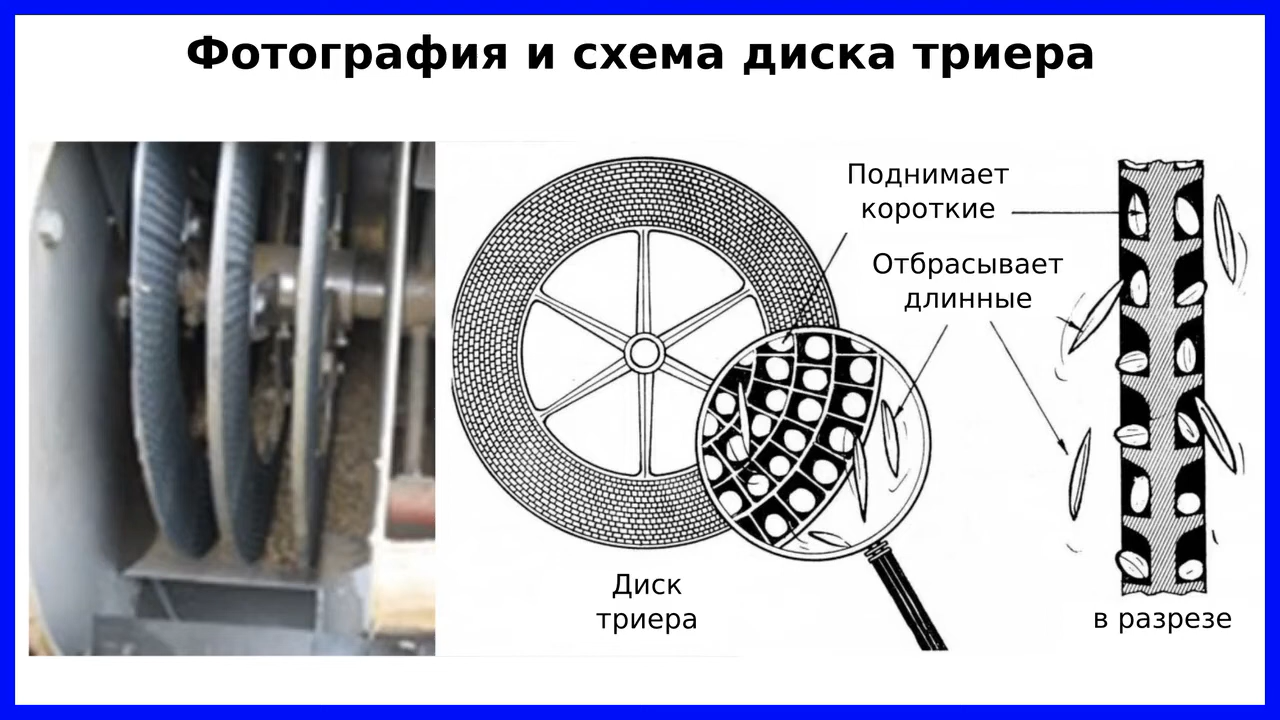 Фотография и схема диска триера
Поднимает
короткие
Отбрасывает
длинные
Диск
триера
в разрезе